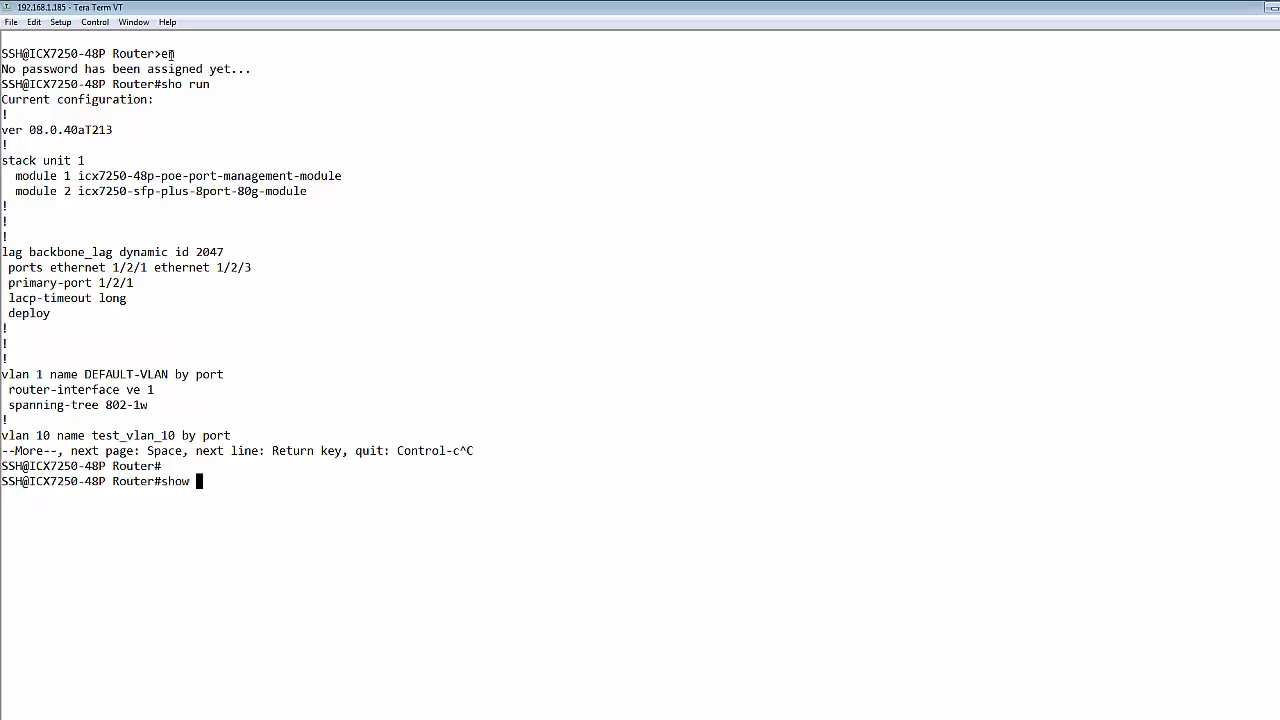 192.168.1.185 - Tera Term VT
File Edit Setup Control Window Help
SSH@ICX7250-48P Router>en
No password has been assigned yet...
SSH@ICX7250-48P Router#sho run
Current configuration:
!
ver 08.0.40aT213
!
stack unit 1
  module 1 icx7250-48p-poe-port-management-module
  module 2 icx7250-sfp-plus-8port-80g-module
!
!
!
lag backbone_lag dynamic id 2047
 ports ethernet 1/2/1 ethernet 1/2/3
 primary-port 1/2/1
 lacp-timeout long
 deploy
!
!
!
vlan 1 name DEFAULT-VLAN by port
 router-interface ve 1
 spanning-tree 802-1w
!
vlan 10 name test_vlan_10 by port
--More--, next page: Space, next line: Return key, quit: Control-c^C
SSH@ICX7250-48P Router#
SSH@ICX7250-48P Router#show